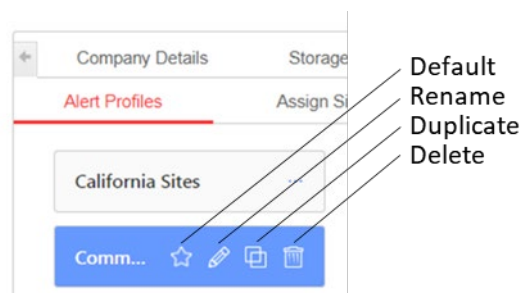 Company Details Storage
Alert Profiles Assign Si
California Sites ...
Comm...
Default
Rename
Duplicate
Delete